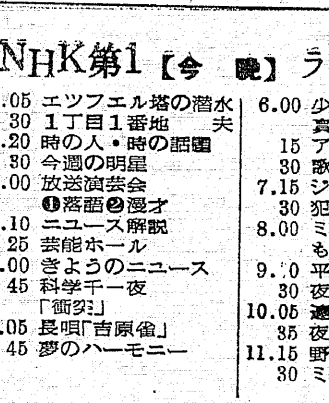 NHK第1【今 晩】
.05 エツフエル塔の潜水
30 1丁目1番地 夫
.20 時の人・時の話題
30 今週の明星
.00 放送演芸会
❶落語❷漫才
.10 ニュース解説
25 芸能ホール
.00 きようのニュース
45 科学千一夜
「衝突」
.05 長唄「吉原雀」
45 夢のハーモニー
ラ
6.00 少
真
15 ア
30 歌
7.15 ジ
30 犯
8.00 ミ
も
平
30 夜
10.05
35 夜
11.15 野
30 ミ